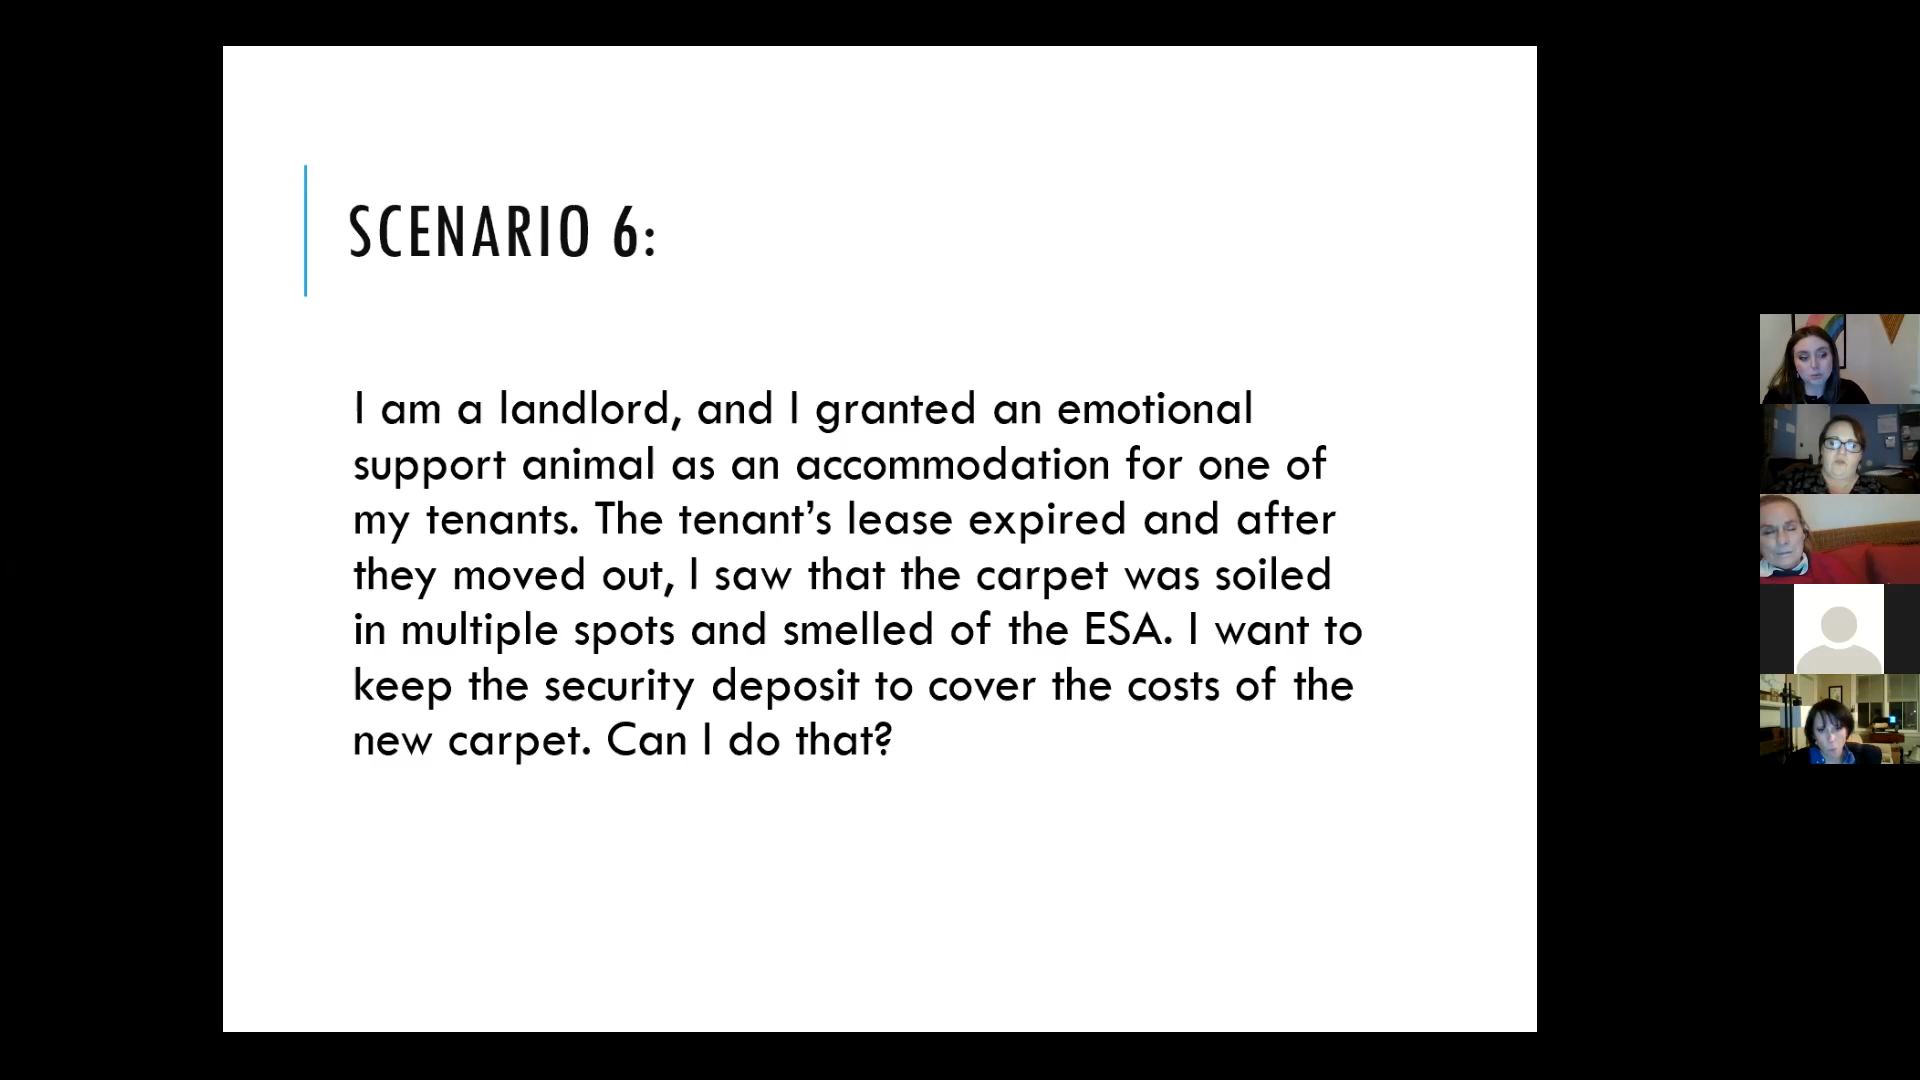 SCENARIO 6:
I am a landlord, and I granted an emotional
support animal as an accommodation for one of
my tenants. The tenant’s lease expired and after
they moved out, I saw that the carpet was soiled
in multiple spots and smelled of the ESA. I want to
keep the security deposit to cover the costs of the
new carpet. Can I do that?